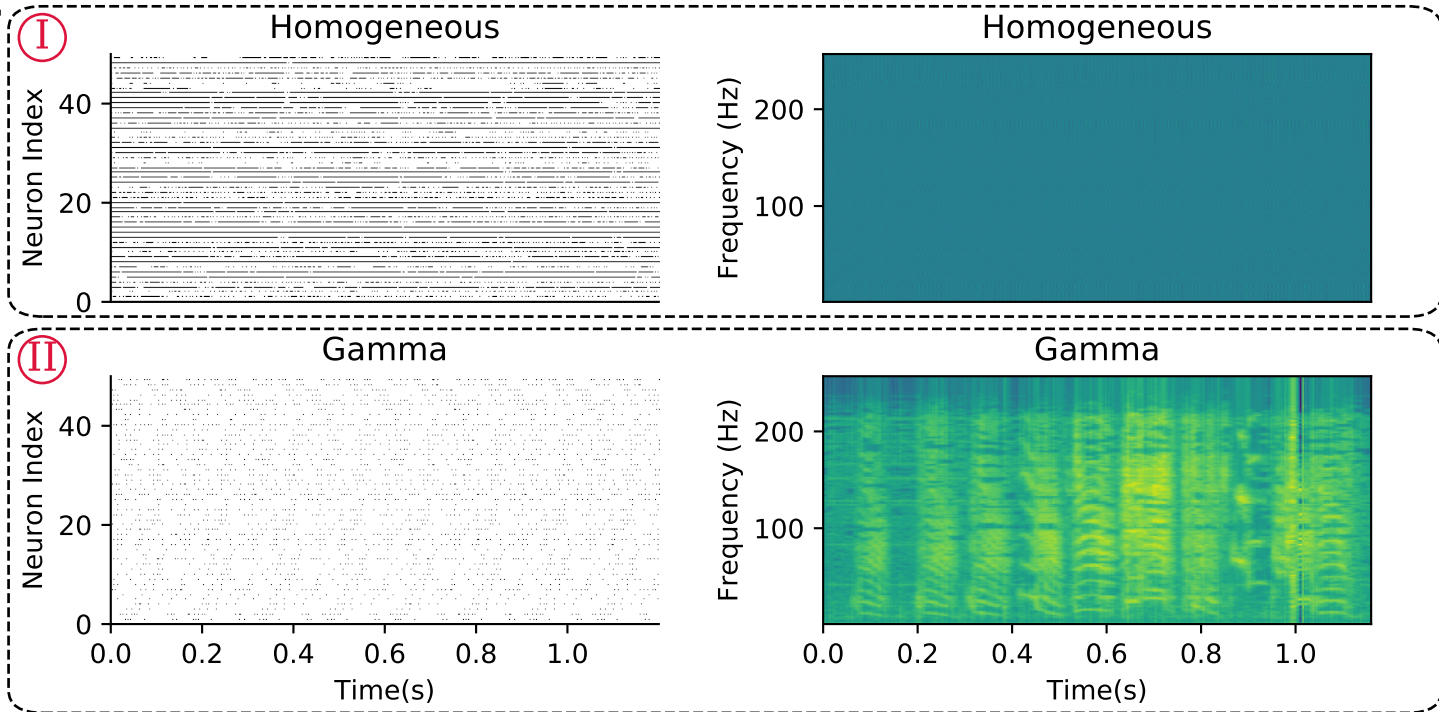 I
Homogeneous
Neuron Index
40
20
0
Homogeneous
Frequency (Hz)
200
100
II
Gamma
Neuron Index
40
20
0
0.0 0.2 0.4 0.6 0.8 1.0
Time(s)
Gamma
Frequency (Hz)
200
100
0.0 0.2 0.4 0.6 0.8 1.0
Time(s)